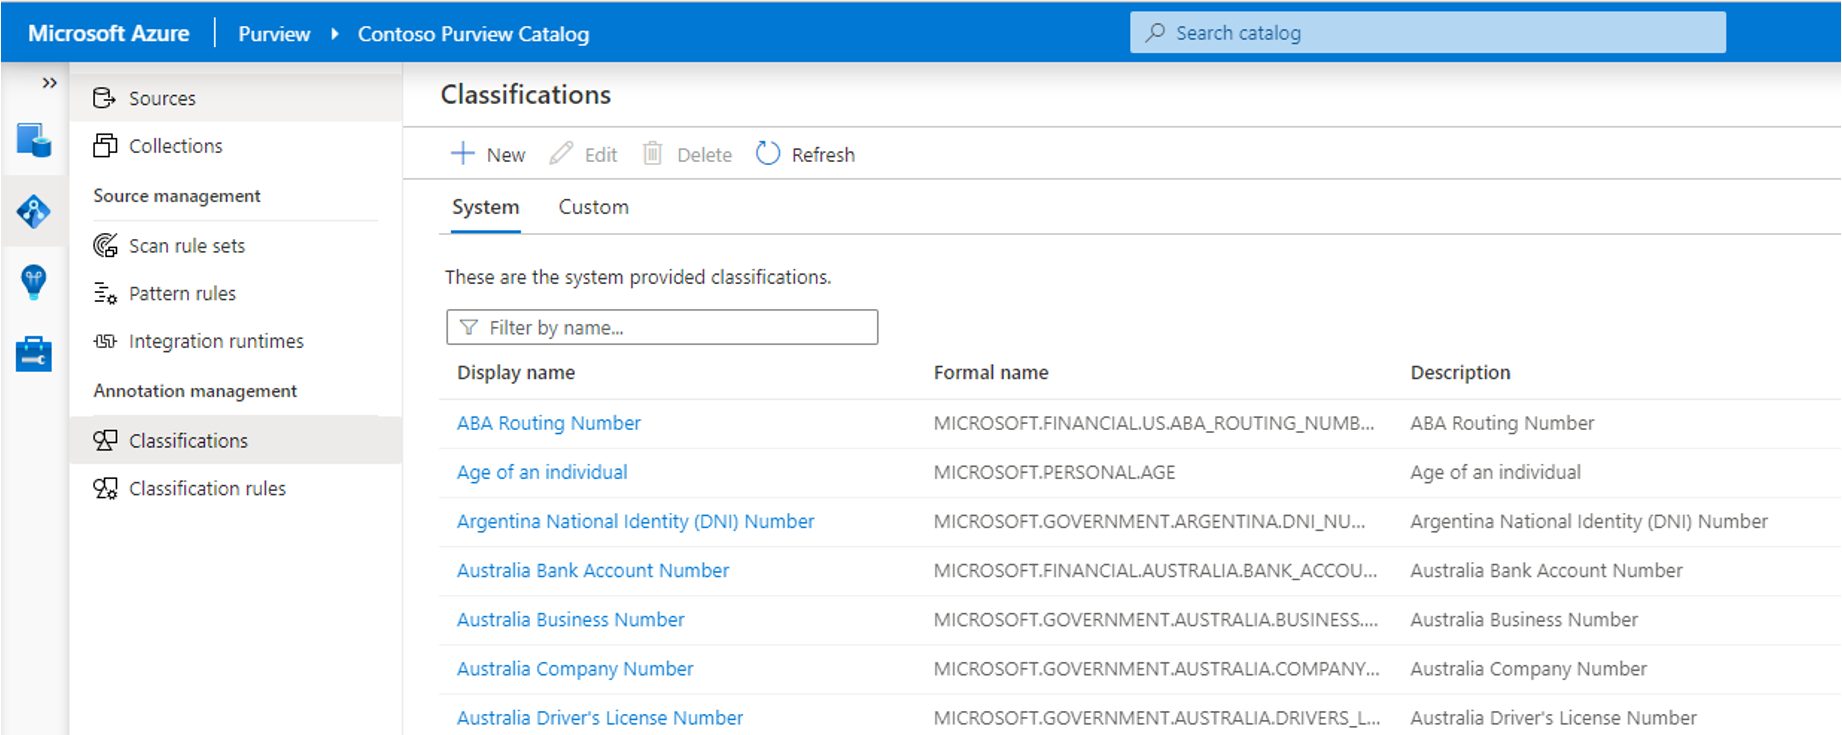 Microsoft Azure Purview Contoso Purview Catalog Search catalog
Sources
Collections
Source management
Scan rule sets
Pattern rules
Integration runtimes
Annotation management
Classifications
Classification rules
Classifications
New Edit Delete Refresh
System Custom
These are the system provided classifications.
Filter by name...
Display name Formal name Description
ABA Routing Number MICROSOFT.FINANCIAL.US.ABA_ROUTING_NUMB... ABA Routing Number
Age of an individual MICROSOFT.PERSONAL.AGE Age of an individual
Argentina National Identity (DNI) Number MICROSOFT.GOVERNMENT.ARGENTINA.DNI_NU... Argentina National Identity (DNI) Number
Australia Bank Account Number MICROSOFT.FINANCIAL.AUSTRALIA.BANK_ACCOU... Australia Bank Account Number
Australia Business Number MICROSOFT.GOVERNMENT.AUSTRALIA.BUSINESS.... Australia Business Number
Australia Company Number MICROSOFT.GOVERNMENT.AUSTRALIA.COMPANY... Australia Company Number
Australia Driver's License Number MICROSOFT.GOVERNMENT.AUSTRALIA.DRIVERS_L... Australia Driver's License Number